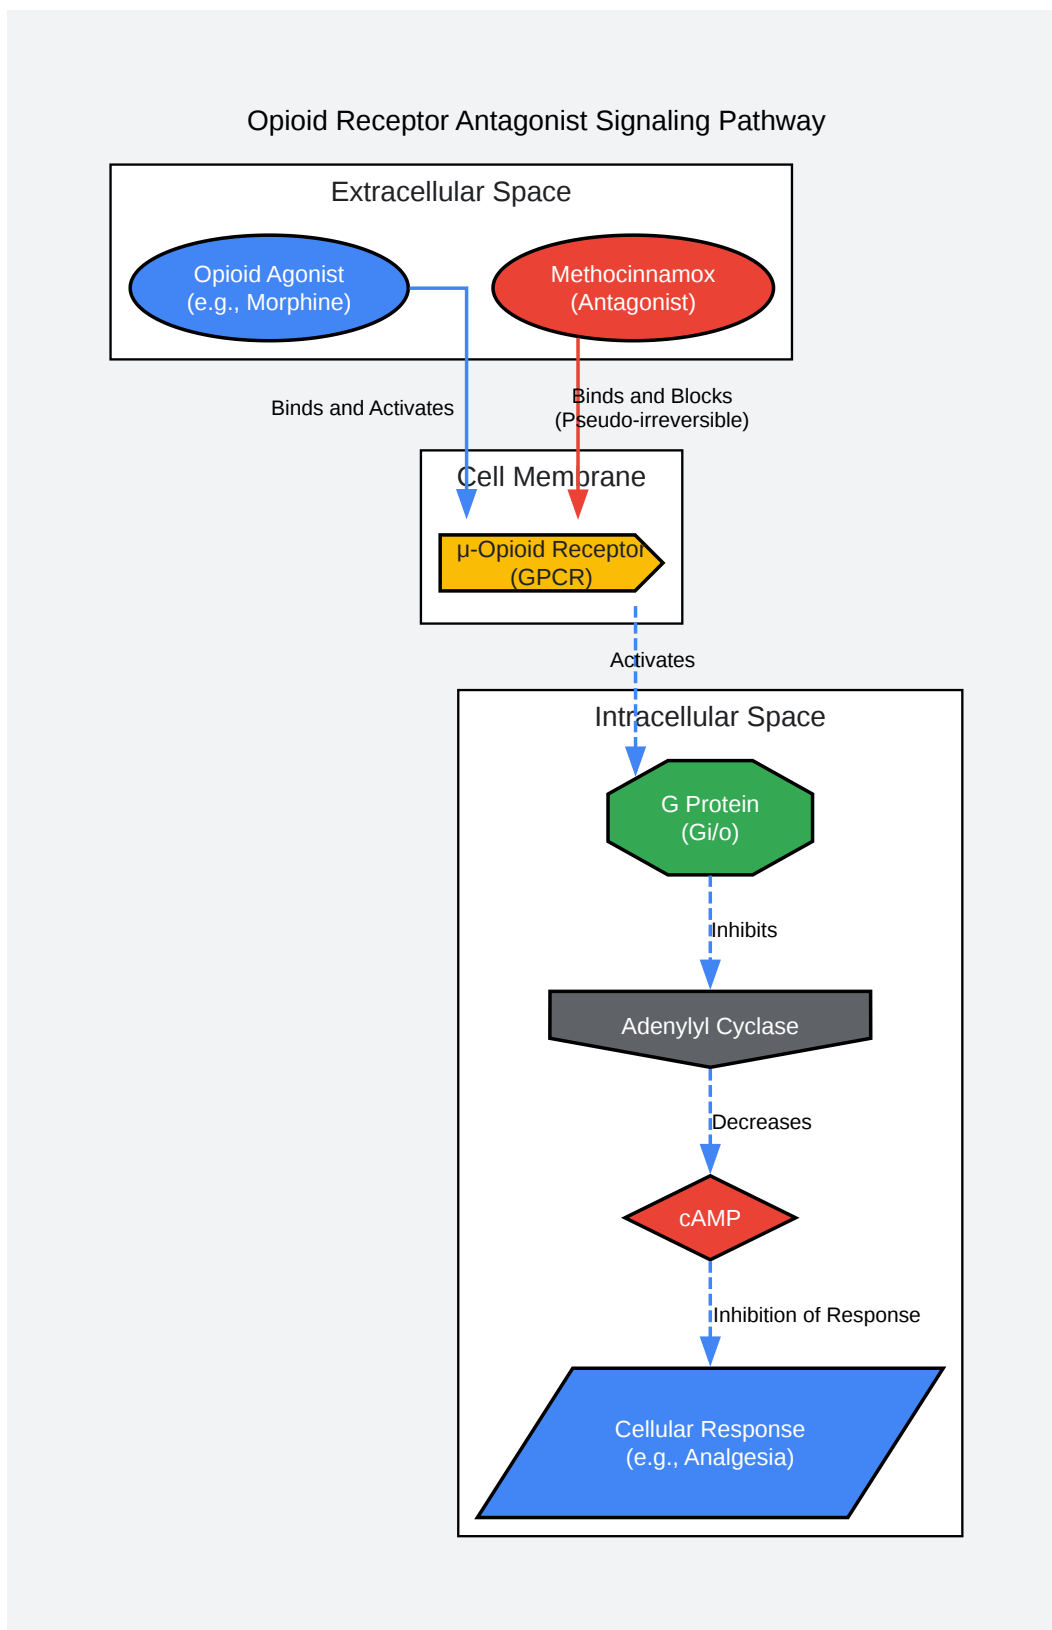 Opioid Receptor Antagonist Signaling Pathway
Extracellular Space
Opioid Agonist
(e.g., Morphine)
Methocinnamox
(Antagonist)
Binds and Activates
Binds and Blocks
(Pseudo-irreversible)
Cell Membrane
μ-Opioid Receptor
(GPCR)
Activates
Intracellular Space
G Protein
(Gi/o)
Inhibits
Adenylyl Cyclase
Decreases
cAMP
Inhibition of Response
Cellular Response
(e.g., Analgesia)